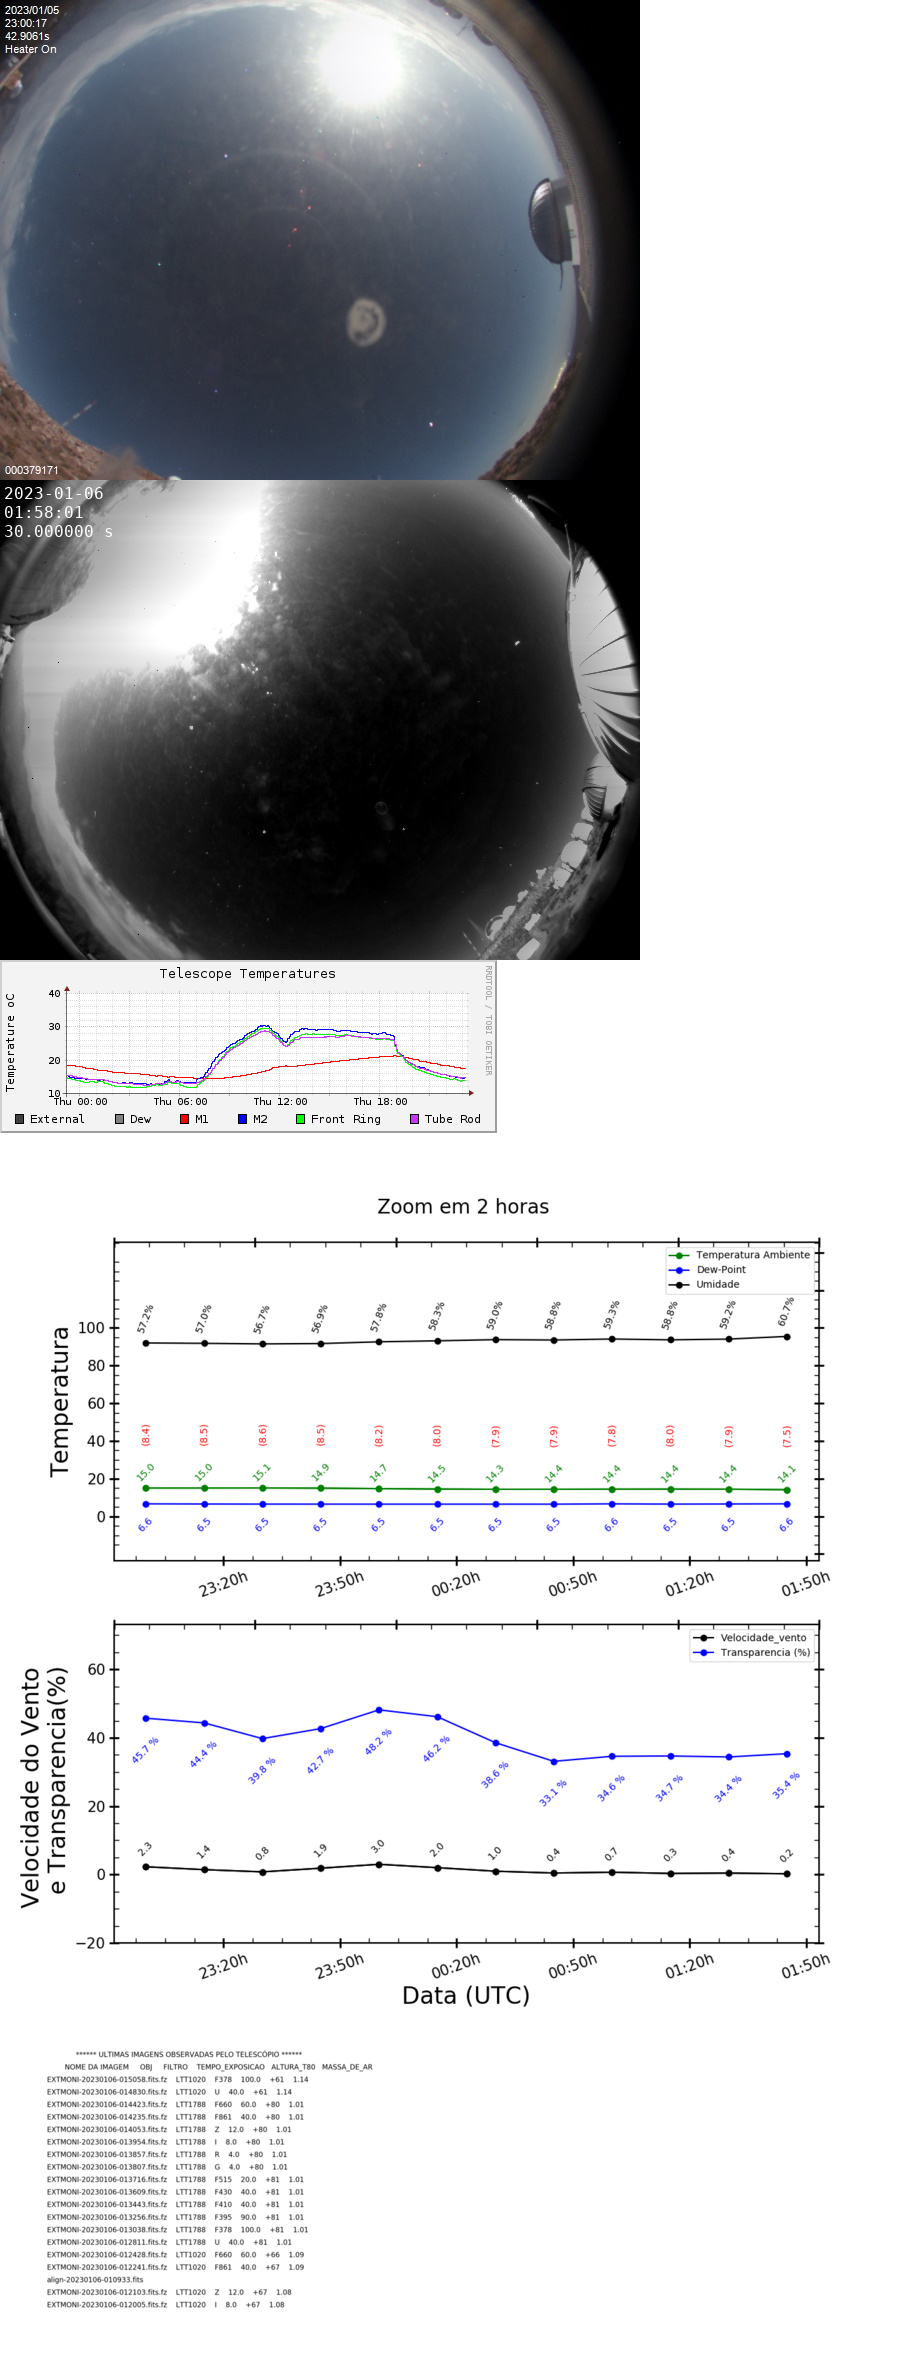 2023/01/05
23:00:17
42.9061s
Heater On
000379171
2023-01-06
01:58:01
30.000000 s
Telescope Temperatures
RRDTOOL / TOBI OETIKER
Temperature oC
40
30
20
10
Thu 00:00 Thu 06:00 Thu 12:00 Thu 18:00
External Dew M1 M2 Front Ring Tube Rod
Zoom em 2 horas
Temperatura Ambiente
Dew-Point
Umidade
Temperatura
57.2% 57.0% 56.7% 56.9% 57.8% 58.3% 59.0% 58.8% 59.3% 58.8% 59.2% 60.7%
100
80
60
40
20
0
(8.4) (8.5) (8.6) (8.5) (8.2) (8.0) (7.9) (7.9) (7.8) (8.0) (7.9) (7.5)
15.0 15.0 15.1 14.9 14.7 14.5 14.3 14.4 14.4 14.4 14.4 14.1
6.6 6.5 6.5 6.5 6.5 6.5 6.5 6.5 6.6 6.5 6.5 6.6
23:20h 23:50h 00:20h 00:50h 01:20h 01:50h
Velocidade_vento
Transparencia (%)
Velocidade do Vento
e Transparencia(%)
60
40
20
0
−20
45.7 % 44.4 % 39.8 % 42.7 % 48.2 % 46.2 % 38.6 % 33.1 % 34.6 % 34.7 % 34.4 % 35.4 %
2.3 1.4 0.8 1.9 3.0 2.0 1.0 0.4 0.7 0.3 0.4 0.2
23:20h 23:50h 00:20h 00:50h 01:20h 01:50h
Data (UTC)
****** ULTIMAS IMAGENS OBSERVADAS PELO TELESCÓPIO ******
NOME DA IMAGEM OBJ FILTRO TEMPO_EXPOSICAO ALTURA_T80 MASSA_DE_AR
EXTMONI-20230106-015058.fits.fz LTT1020 F378 100.0 +61 1.14
EXTMONI-20230106-014830.fits.fz LTT1020 U 40.0 +61 1.14
EXTMONI-20230106-014423.fits.fz LTT1788 F660 60.0 +80 1.01
EXTMONI-20230106-014235.fits.fz LTT1788 F861 40.0 +80 1.01
EXTMONI-20230106-014053.fits.fz LTT1788 Z 12.0 +80 1.01
EXTMONI-20230106-013954.fits.fz LTT1788 I 8.0 +80 1.01
EXTMONI-20230106-013857.fits.fz LTT1788 R 4.0 +80 1.01
EXTMONI-20230106-013807.fits.fz LTT1788 G 4.0 +80 1.01
EXTMONI-20230106-013716.fits.fz LTT1788 F515 20.0 +81 1.01
EXTMONI-20230106-013609.fits.fz LTT1788 F430 40.0 +81 1.01
EXTMONI-20230106-013443.fits.fz LTT1788 F410 40.0 +81 1.01
EXTMONI-20230106-013256.fits.fz LTT1788 F395 90.0 +81 1.01
EXTMONI-20230106-013038.fits.fz LTT1788 F378 100.0 +81 1.01
EXTMONI-20230106-012811.fits.fz LTT1788 U 40.0 +81 1.01
EXTMONI-20230106-012428.fits.fz LTT1020 F660 60.0 +66 1.09
EXTMONI-20230106-012241.fits.fz LTT1020 F861 40.0 +67 1.09
align-20230106-010933.fits
EXTMONI-20230106-012103.fits.fz LTT1020 Z 12.0 +67 1.08
EXTMONI-20230106-012005.fits.fz LTT1020 I 8.0 +67 1.08